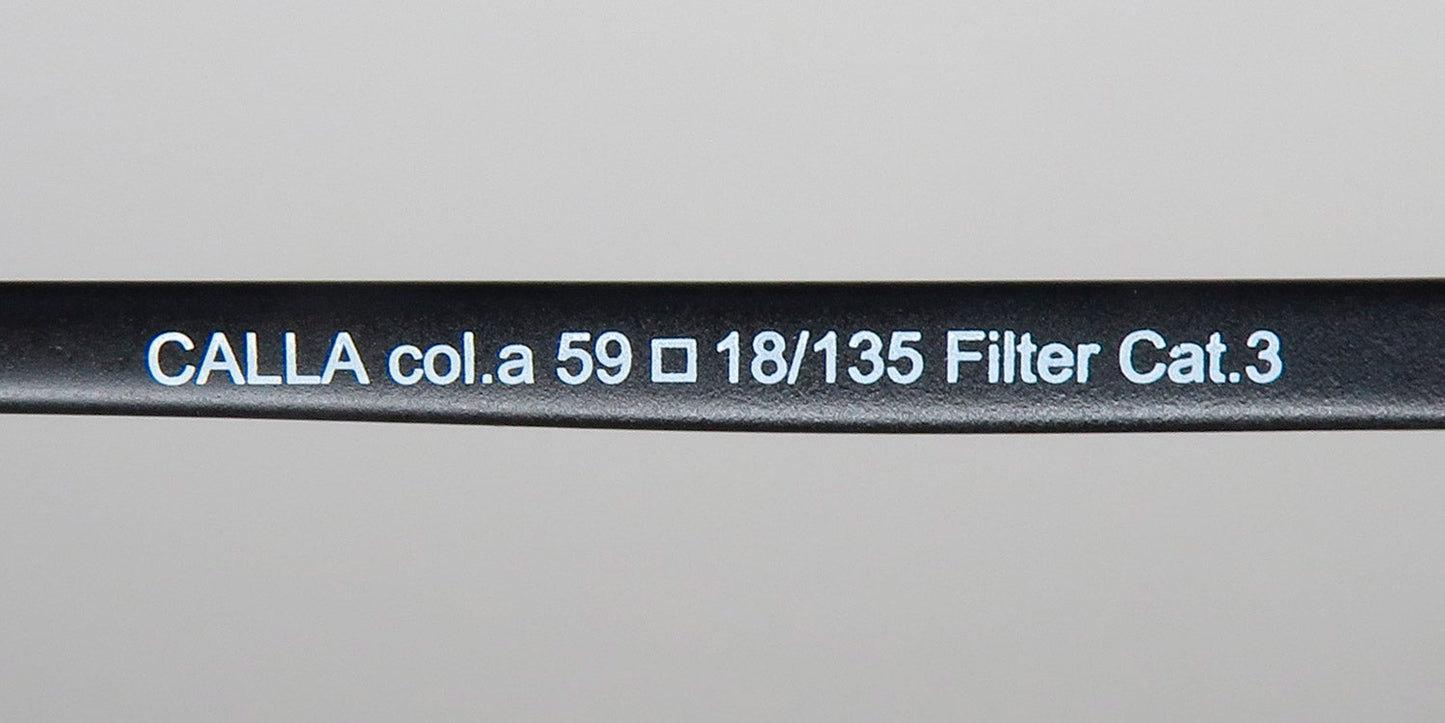 CALLA col.a 59 □ 18/135 Filter Cat.3